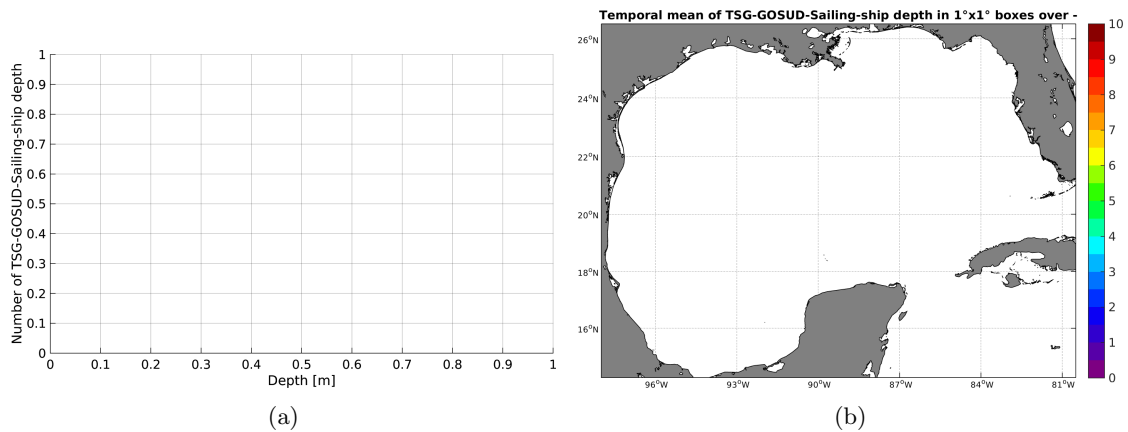 Number of TSG-GOSUD-Sailing-ship depth
1
0.9
0.8
0.7
0.6
0.5
0.4
0.3
0.2
0.1
0
0 0.1 0.2 0.3 0.4 0.5 0.6 0.7 0.8 0.9 1
Depth [m]
(a)
Temporal mean of TSG-GOSUD-Sailing-ship depth in 1°x1° boxes over -
26°N
24°N
22°N
20°N
18°N
16°N
96°W 93°W 90°W 87°W 84°W 81°W
10
9
8
7
6
5
4
3
2
1
0
(b)